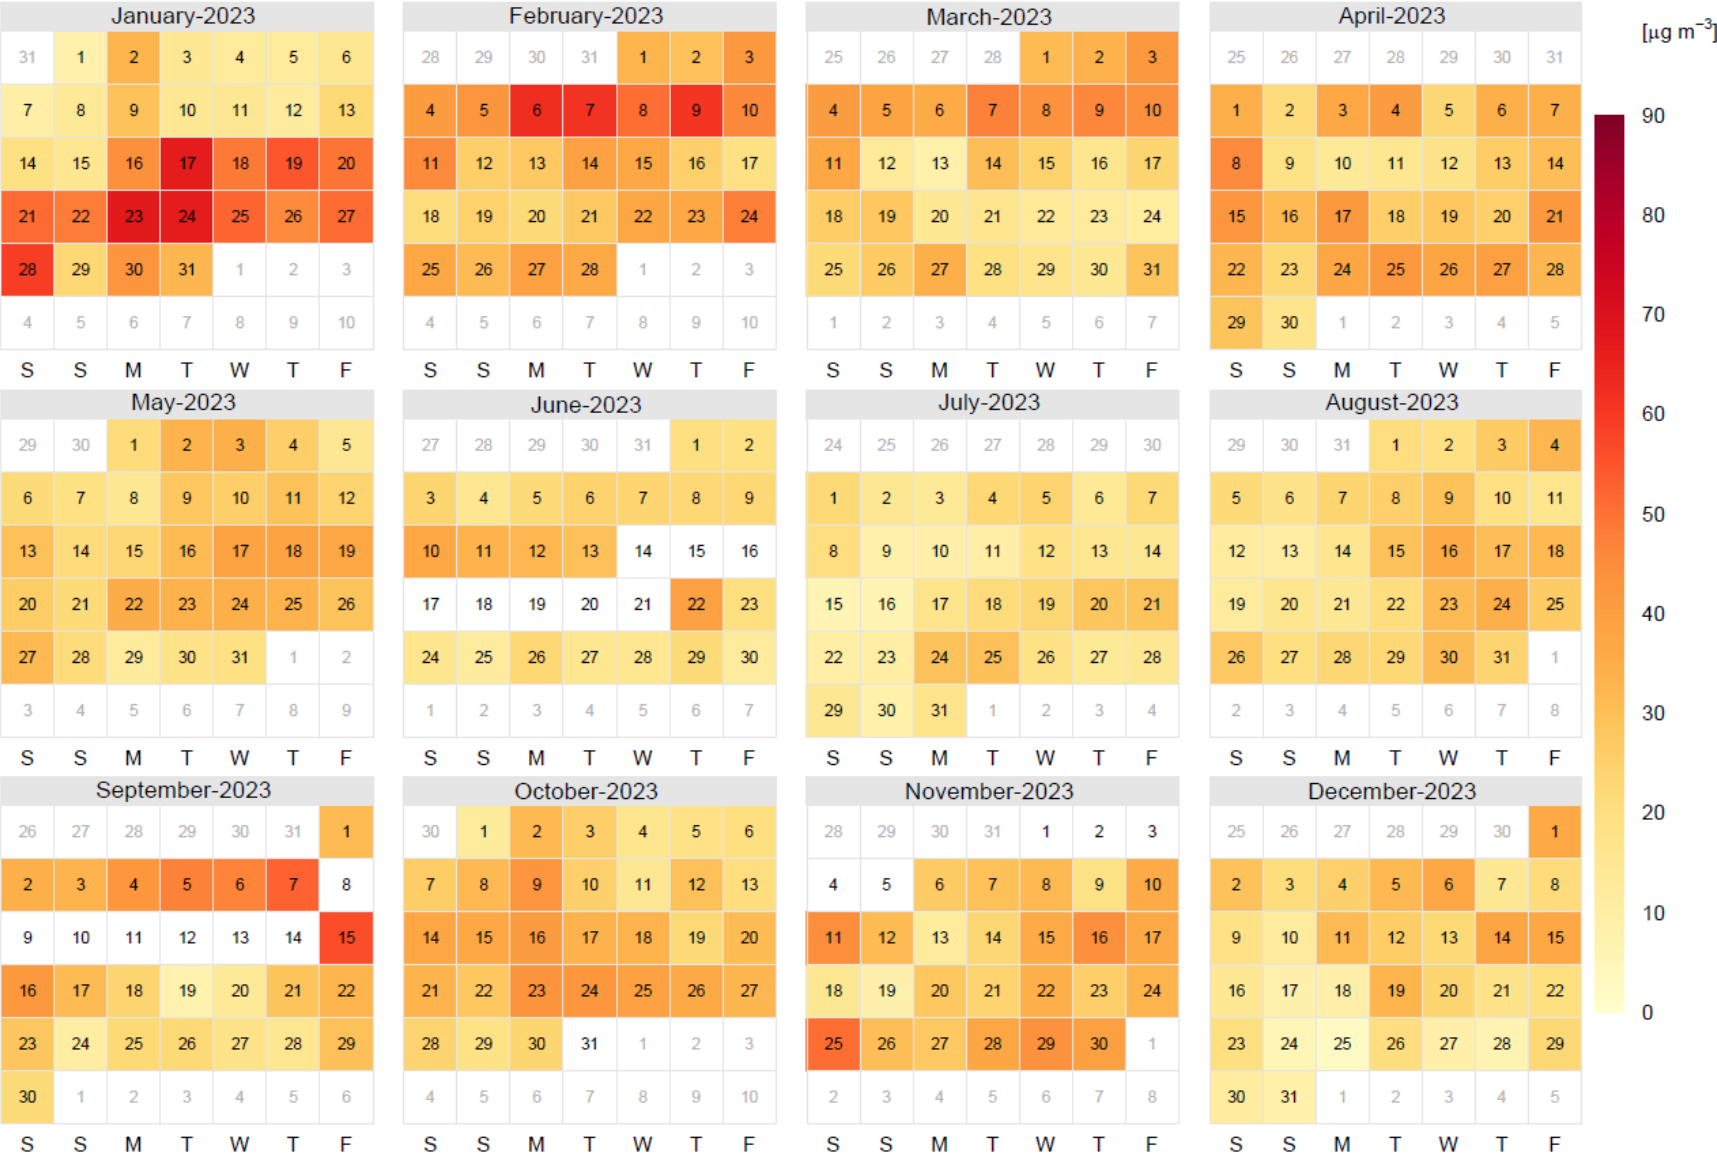 January-2023 February-2023 March-2023 April-2023 [µg m−3]
31 1 2 3 4 5 6 28 29 30 31 1 2 3 25 26 27 28 1 2 3 25 26 27 28 29 30 31
7 8 9 10 11 12 13 4 5 6 7 8 9 10 4 5 6 7 8 9 10 1 2 3 4 5 6 7 90
14 15 16 17 18 19 20 11 12 13 14 15 16 17 11 12 13 14 15 16 17 8 9 10 11 12 13 14
21 22 23 24 25 26 27 18 19 20 21 22 23 24 18 19 20 21 22 23 24 15 16 17 18 19 20 21 80
28 29 30 31 1 2 3 25 26 27 28 1 2 3 25 26 27 28 29 30 31 22 23 24 25 26 27 28
4 5 6 7 8 9 10 4 5 6 7 8 9 10 1 2 3 4 5 6 7 29 30 1 2 3 4 5 70
S S M T W T F S S M T W T F S S M T W T F S S M T W T F
May-2023 June-2023 July-2023 August-2023 60
29 30 1 2 3 4 5 27 28 29 30 31 1 2 24 25 26 27 28 29 30 29 30 31 1 2 3 4
6 7 8 9 10 11 12 3 4 5 6 7 8 9 1 2 3 4 5 6 7 5 6 7 8 9 10 11 50
13 14 15 16 17 18 19 10 11 12 13 14 15 16 8 9 10 11 12 13 14 12 13 14 15 16 17 18
20 21 22 23 24 25 26 17 18 19 20 21 22 23 15 16 17 18 19 20 21 19 20 21 22 23 24 25 40
27 28 29 30 31 1 2 24 25 26 27 28 29 30 22 23 24 25 26 27 28 26 27 28 29 30 31 1
3 4 5 6 7 8 9 1 2 3 4 5 6 7 29 30 31 1 2 3 4 2 3 4 5 6 7 8 30
S S M T W T F S S M T W T F S S M T W T F S S M T W T F
September-2023 October-2023 November-2023 December-2023
26 27 28 29 30 31 1 30 1 2 3 4 5 6 28 29 30 31 1 2 3 25 26 27 28 29 30 1 20
2 3 4 5 6 7 8 7 8 9 10 11 12 13 4 5 6 7 8 9 10 2 3 4 5 6 7 8
9 10 11 12 13 14 15 14 15 16 17 18 19 20 11 12 13 14 15 16 17 9 10 11 12 13 14 15 10
16 17 18 19 20 21 22 21 22 23 24 25 26 27 18 19 20 21 22 23 24 16 17 18 19 20 21 22 0
23 24 25 26 27 28 29 28 29 30 31 1 2 3 25 26 27 28 29 30 1 23 24 25 26 27 28 29
30 1 2 3 4 5 6 4 5 6 7 8 9 10 2 3 4 5 6 7 8 30 31 1 2 3 4 5
S S M T W T F S S M T W T F S S M T W T F S S M T W T F